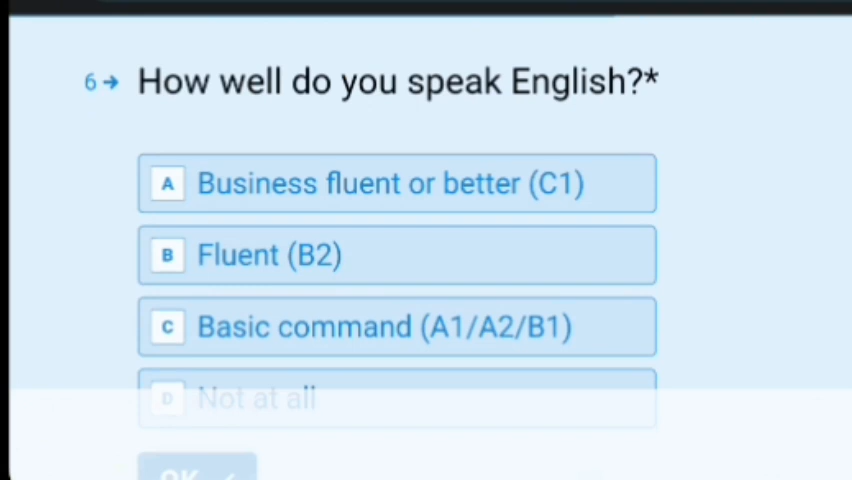 6 → How well do you speak English?*
A Business fluent or better (C1)
B Fluent (B2)
C Basic command (A1/A2/B1)
D Not at all
OK ✓